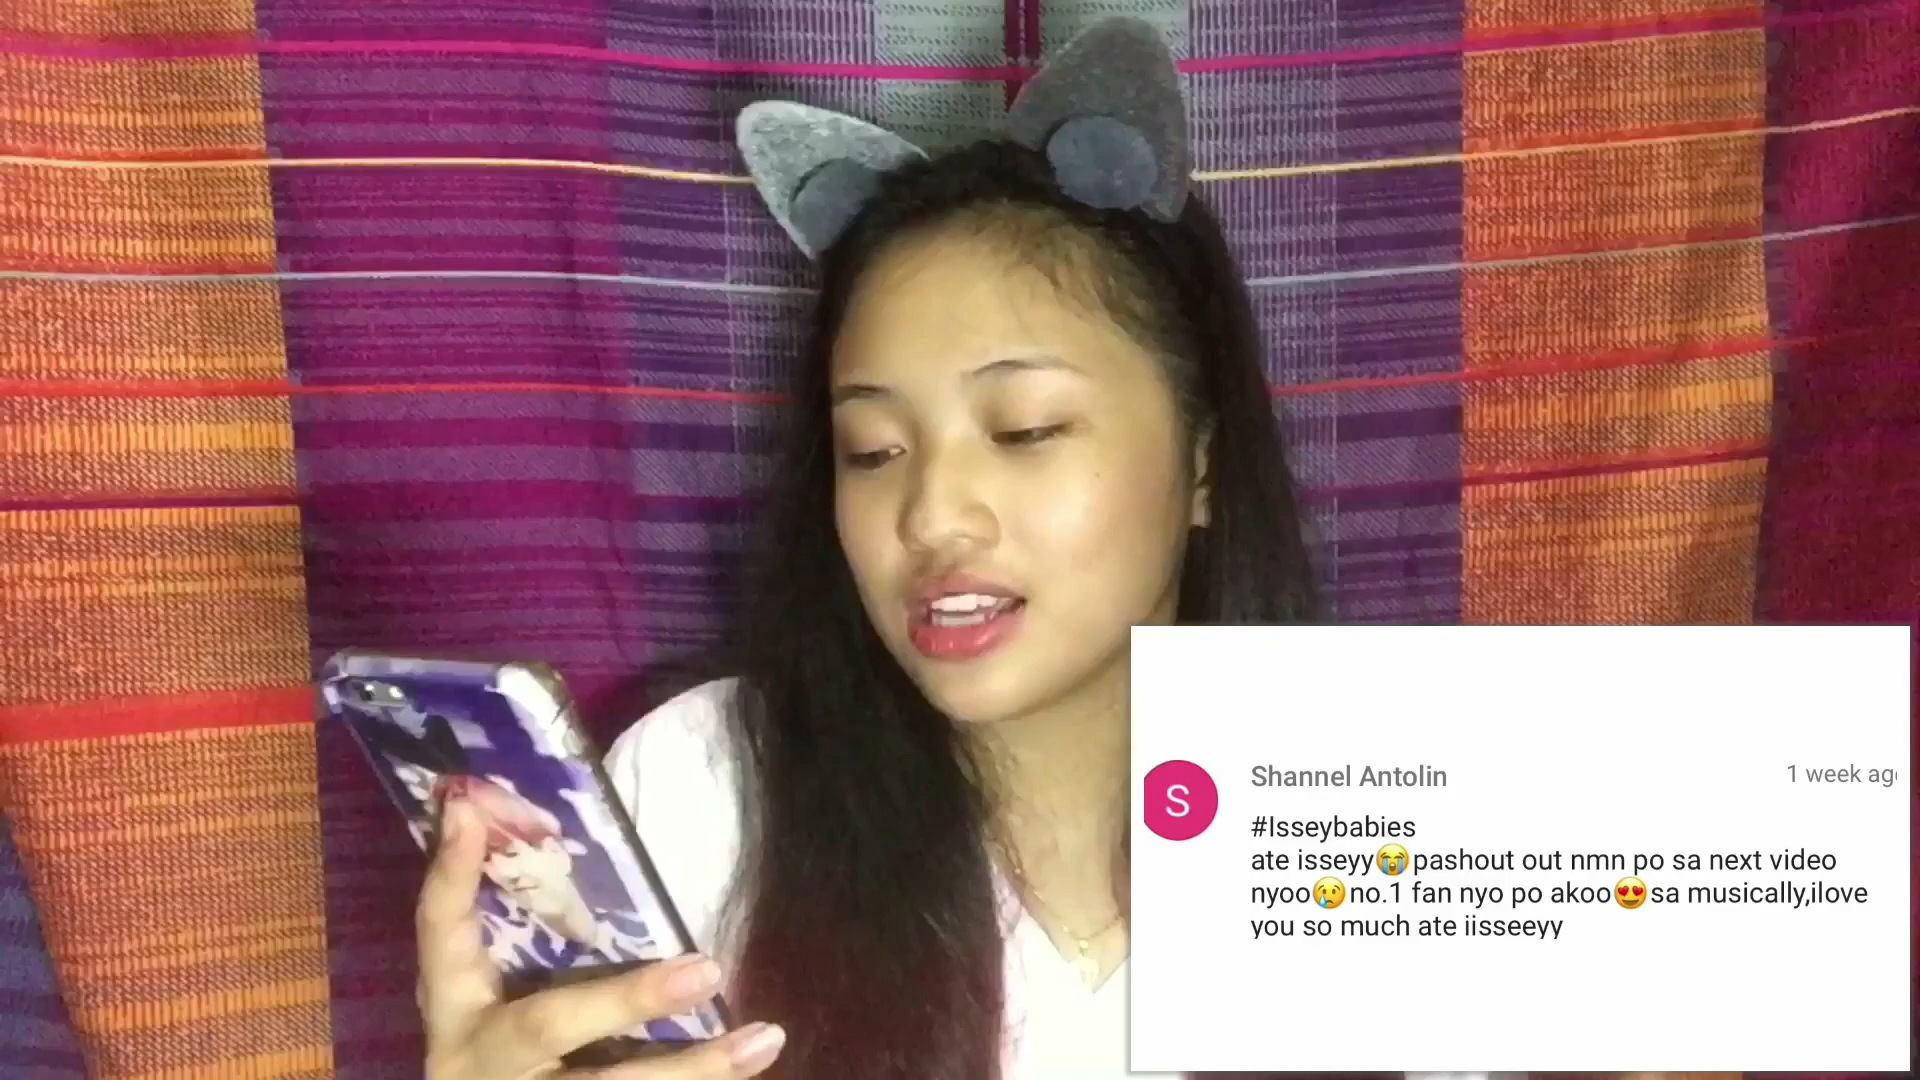 S
Shannel Antolin
1 week ag
#Isseybabies
ate isseyy😭pashout out nmn po sa next video
nyoo😢no.1 fan nyo po akoo😍sa musically,ilove
you so much ate iisseeyy